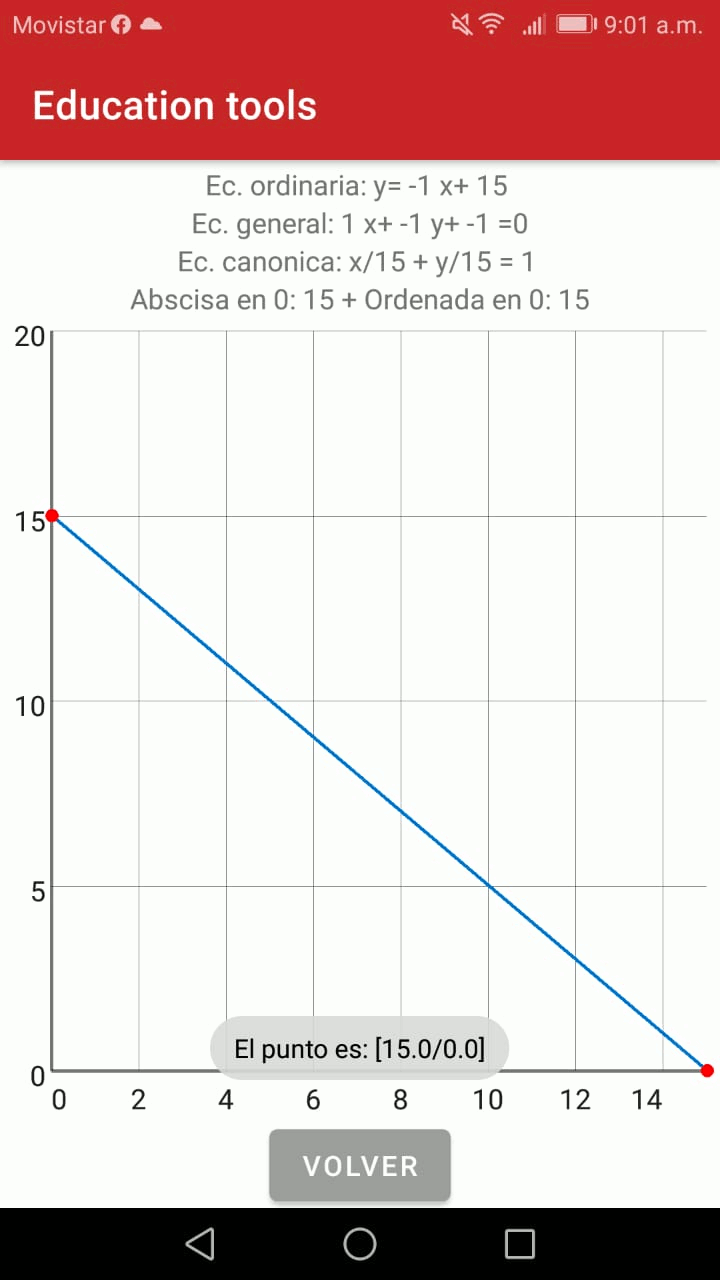 Movistar 9:01 a.m.
Education tools
Ec. ordinaria: y= -1 x+ 15
Ec. general: 1 x+ -1 y+ -1 =0
Ec. canonica: x/15 + y/15 = 1
Abscisa en 0: 15 + Ordenada en 0: 15
20
15
10
5
0
El punto es: [15.0/0.0]
0 2 4 6 8 10 12 14
VOLVER